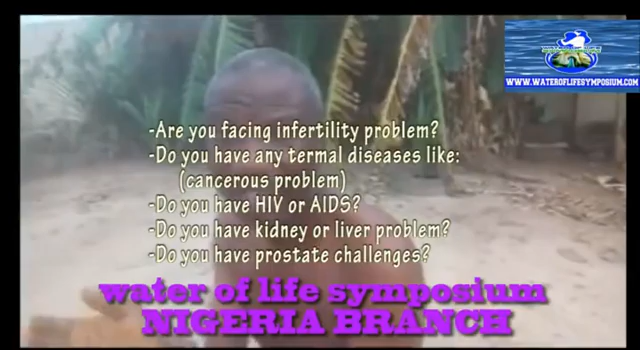 WWW.WATEROFLIFESYMPOSIUM.COM
-Are you facing infertility problem?
-Do you have any termal diseases like:
(cancerous problem)
-Do you have HIV or AIDS?
-Do you have kidney or liver problem?
-Do you have prostate challenges?
water of life symposium
NIGERIA BRANCH